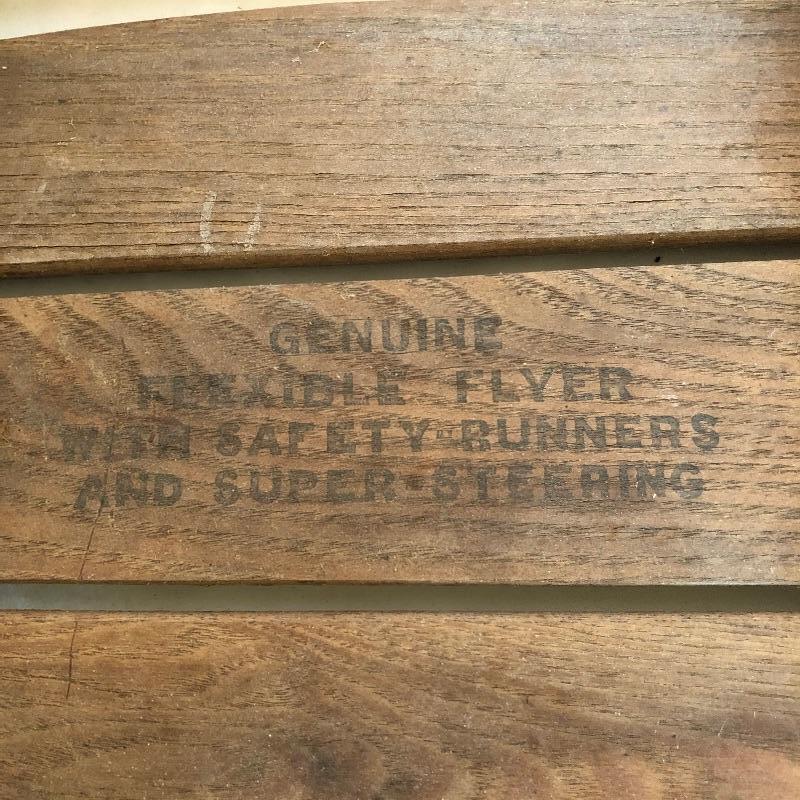 GENUINE
FLEXIBLE FLYER
WITH SAFETY-RUNNERS
AND SUPER-STEERING